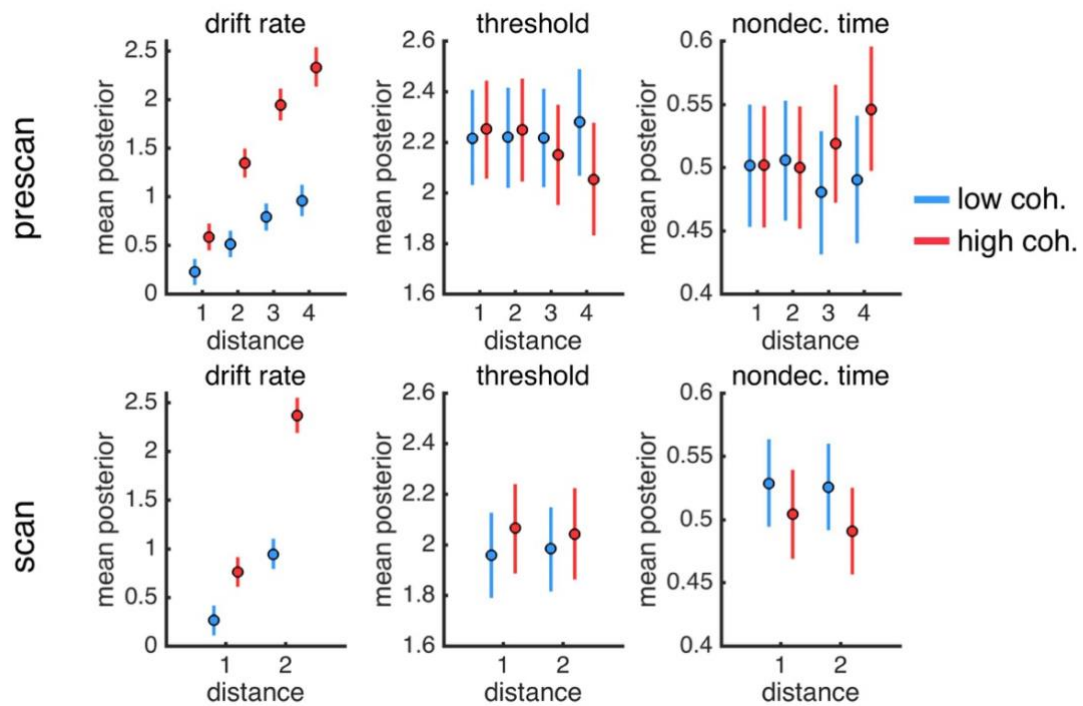 drift rate
threshold
nondec. time
prescan
mean posterior
2.5
2
1.5
1
0.5
0
1 2 3 4
distance
mean posterior
2.6
2.4
2.2
2
1.8
1.6
1 2 3 4
distance
mean posterior
0.6
0.55
0.5
0.45
0.4
1 2 3 4
distance
low coh.
high coh.
drift rate
threshold
nondec. time
scan
mean posterior
2.5
2
1.5
1
0.5
0
1 2
distance
mean posterior
2.6
2.4
2.2
2
1.8
1.6
1 2
distance
mean posterior
0.6
0.55
0.5
0.45
0.4
1 2
distance